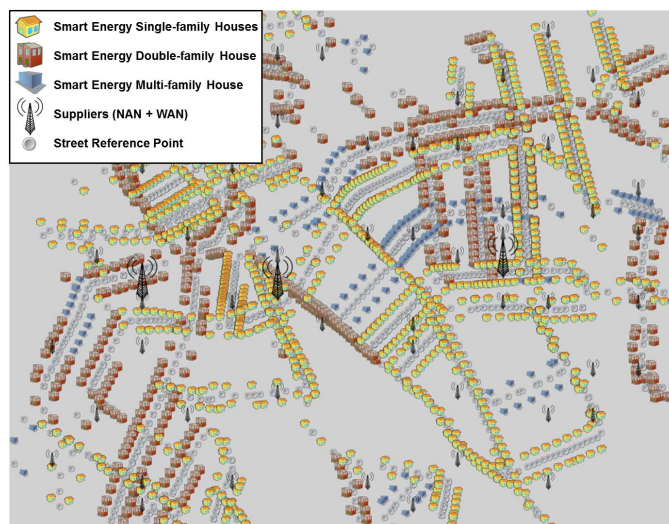 Smart Energy Single-family Houses
Smart Energy Double-family House
Smart Energy Multi-family House
Suppliers (NAN + WAN)
Street Reference Point